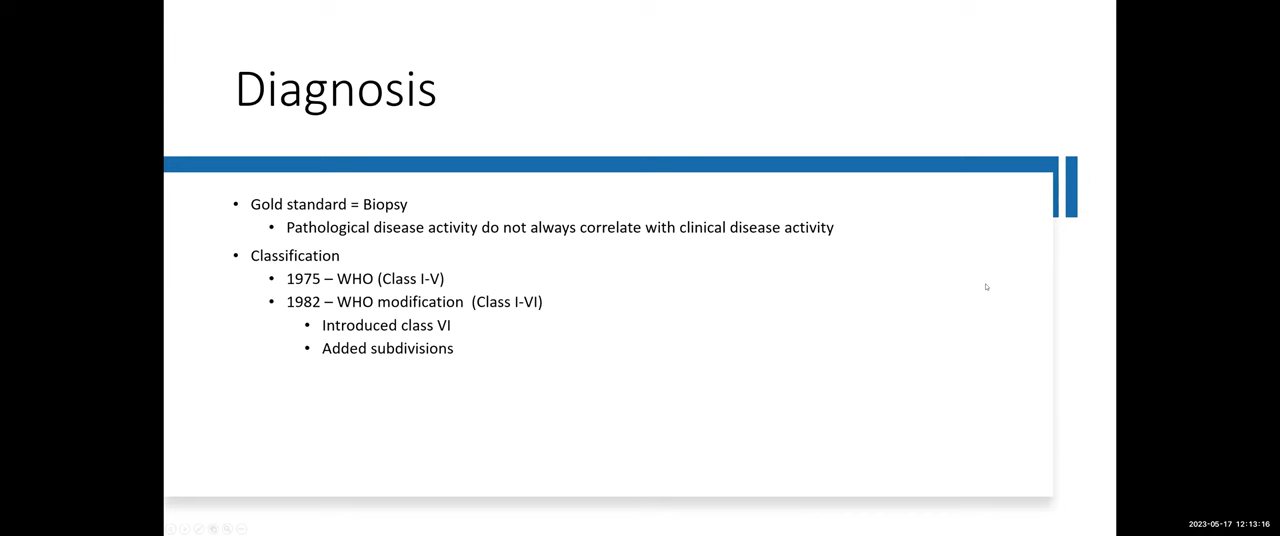 Diagnosis
• Gold standard = Biopsy
• Pathological disease activity do not always correlate with clinical disease activity
• Classification
• 1975 – WHO (Class I-V)
• 1982 – WHO modification (Class I-VI)
• Introduced class VI
• Added subdivisions
2023-05-17 12:13:16